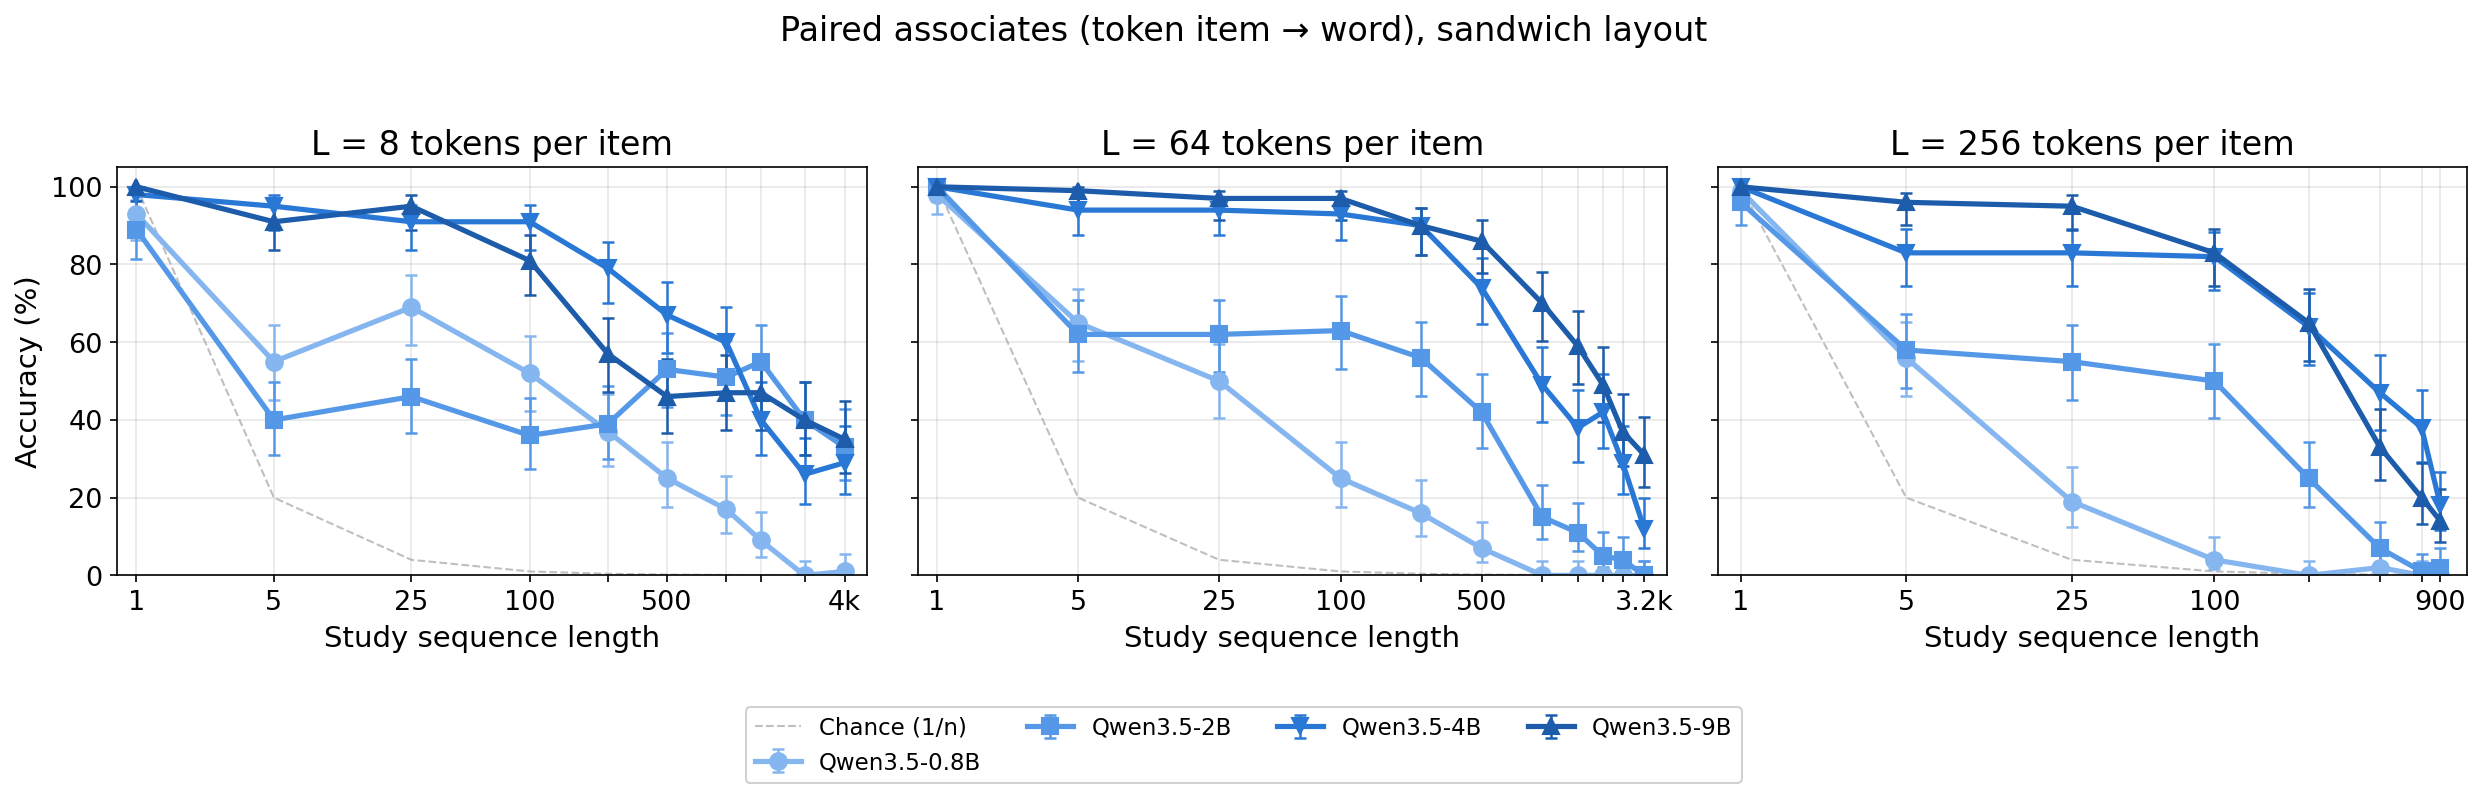 Paired associates (token item → word), sandwich layout
L = 8 tokens per item
L = 64 tokens per item
L = 256 tokens per item
Accuracy (%)
100
80
60
40
20
0
1 5 25 100 500 4k
1 5 25 100 500 3.2k
1 5 25 100 900
Study sequence length
Study sequence length
Study sequence length
Chance (1/n)
Qwen3.5-0.8B
Qwen3.5-2B
Qwen3.5-4B
Qwen3.5-9B